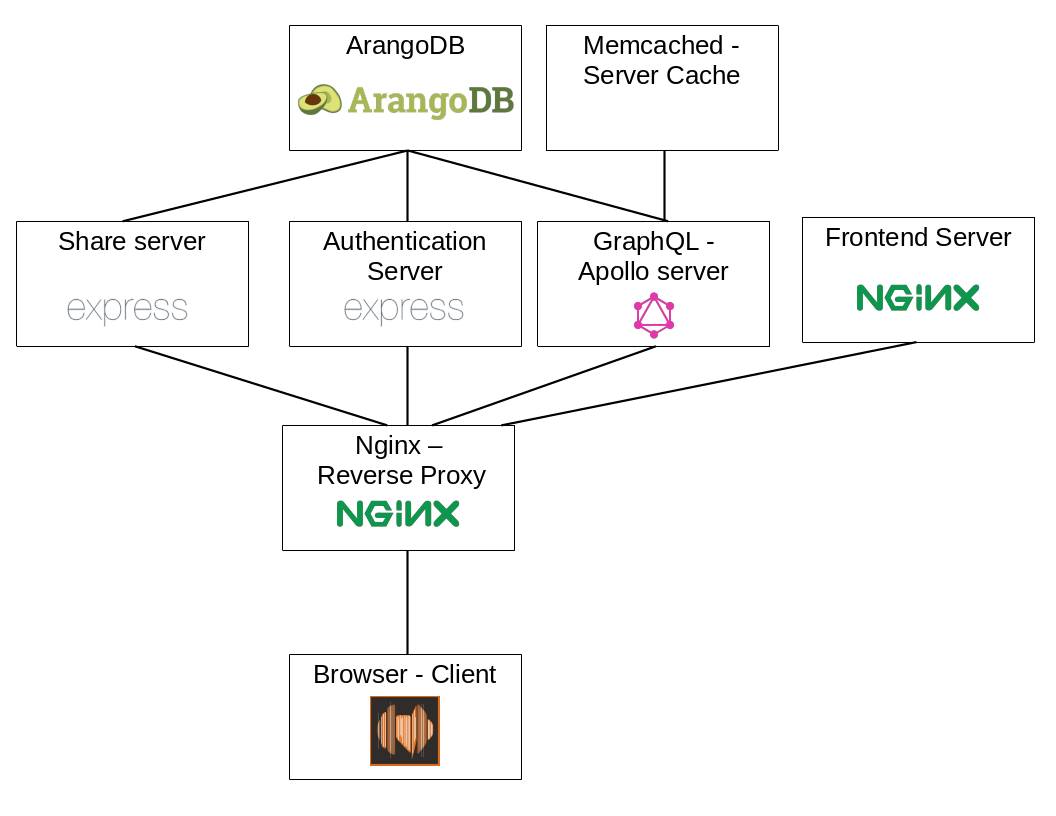 ArangoDB
ArangoDB
Memcached -
Server Cache
Share server
express
Authentication
Server
express
GraphQL -
Apollo server
Frontend Server
NGiNX
Nginx –
Reverse Proxy
NGiNX
Browser - Client